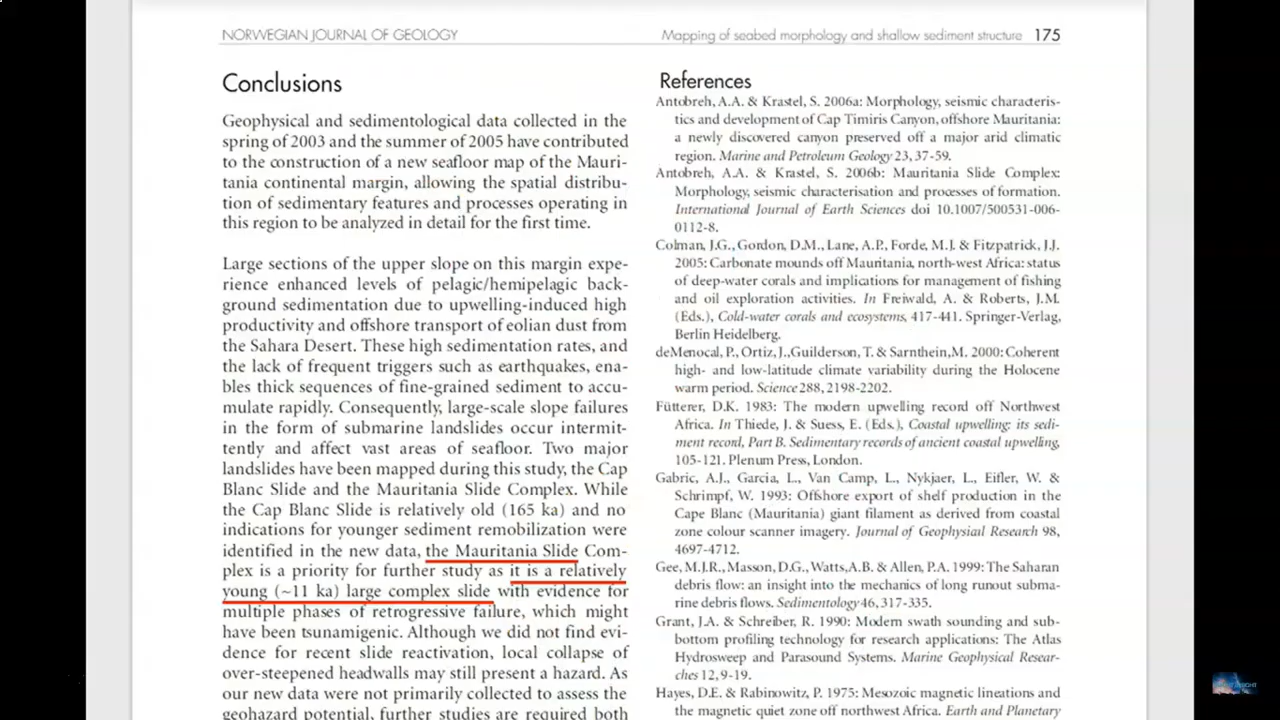 NORWEGIAN JOURNAL OF GEOLOGY
Mapping of seabed morphology and shallow sediment structure 175
Conclusions
Geophysical and sedimentological data collected in the
spring of 2003 and the summer of 2005 have contributed
to the construction of a new seafloor map of the Mauri-
tania continental margin, allowing the spatial distribu-
tion of sedimentary features and processes operating in
this region to be analyzed in detail for the first time.
Large sections of the upper slope on this margin expe-
rience enhanced levels of pelagic/hemipelagic back-
ground sedimentation due to upwelling-induced high
productivity and offshore transport of eolian dust from
the Sahara Desert. These high sedimentation rates, and
the lack of frequent triggers such as earthquakes, ena-
bles thick sequences of fine-grained sediment to accu-
mulate rapidly. Consequently, large-scale slope failures
in the form of submarine landslides occur intermit-
tently and affect vast areas of seafloor. Two major
landslides have been mapped during this study, the Cap
Blanc Slide and the Mauritania Slide Complex. While
the Cap Blanc Slide is relatively old (165 ka) and no
indications for younger sediment remobilization were
identified in the new data, the Mauritania Slide Com-
plex is a priority for further study as it is a relatively
young (~11 ka) large complex slide with evidence for
multiple phases of retrogressive failure, which might
have been tsunamigenic. Although we did not find evi-
dence for recent slide reactivation, local collapse of
over-steepened headwalls may still present a hazard. As
our new data were not primarily collected to assess the
geohazard potential, further studies are required both
References
Antobreh, A.A. & Krastel, S. 2006a: Morphology, seismic characteris-
tics and development of Cap Timiris Canyon, offshore Mauritania:
a newly discovered canyon preserved off a major arid climatic
region. Marine and Petroleum Geology 23, 37-59.
Antobreh, A.A. & Krastel, S. 2006b: Mauritania Slide Complex:
Morphology, seismic characterisation and processes of formation.
International Journal of Earth Sciences doi 10.1007/500531-006-
0112-8.
Colman, J.G., Gordon, D.M., Lane, A.P., Forde, M.J. & Fitzpatrick, J.J.
2005: Carbonate mounds off Mauritania, north-west Africa: status
of deep-water corals and implications for management of fishing
and oil exploration activities. In Freiwald, A. & Roberts, J.M.
(Eds.), Cold-water corals and ecosystems, 417-441. Springer-Verlag,
Berlin Heidelberg.
deMenocal, P., Ortiz, J.,Guilderson, T. & Sarnthein,M. 2000: Coherent
high- and low-latitude climate variability during the Holocene
warm period. Science 288, 2198-2202.
Fütterer, D.K. 1983: The modern upwelling record off Northwest
Africa. In Thiede, J. & Suess, E. (Eds.), Coastal upwelling: its sedi-
ment record, Part B. Sedimentary records of ancient coastal upwelling,
105-121. Plenum Press, London.
Gabric, A.J., Garcia, L., Van Camp, L., Nykjaer, L., Eifler, W. &
Schrimpf, W. 1993: Offshore export of shelf production in the
Cape Blanc (Mauritania) giant filament as derived from coastal
zone colour scanner imagery. Journal of Geophysial Research 98,
4697-4712.
Gee, M.J.R., Masson, D.G., Watts,A.B. & Allen, P.A. 1999: The Saharan
debris flow: an insight into the mechanics of long runout subma-
rine debris flows. Sedimentology 46, 317-335.
Grant, J.A. & Schreiber, R. 1990: Modern swath sounding and sub-
bottom profiling technology for research applications: The Atlas
Hydrosweep and Parasound Systems. Marine Geophysical Resear-
ches 12, 9-19.
Hayes, D.E. & Rabinowitz, P. 1975: Mesozoic magnetic lineations and
the magnetic quiet zone off northwest Africa. Earth and Planetary